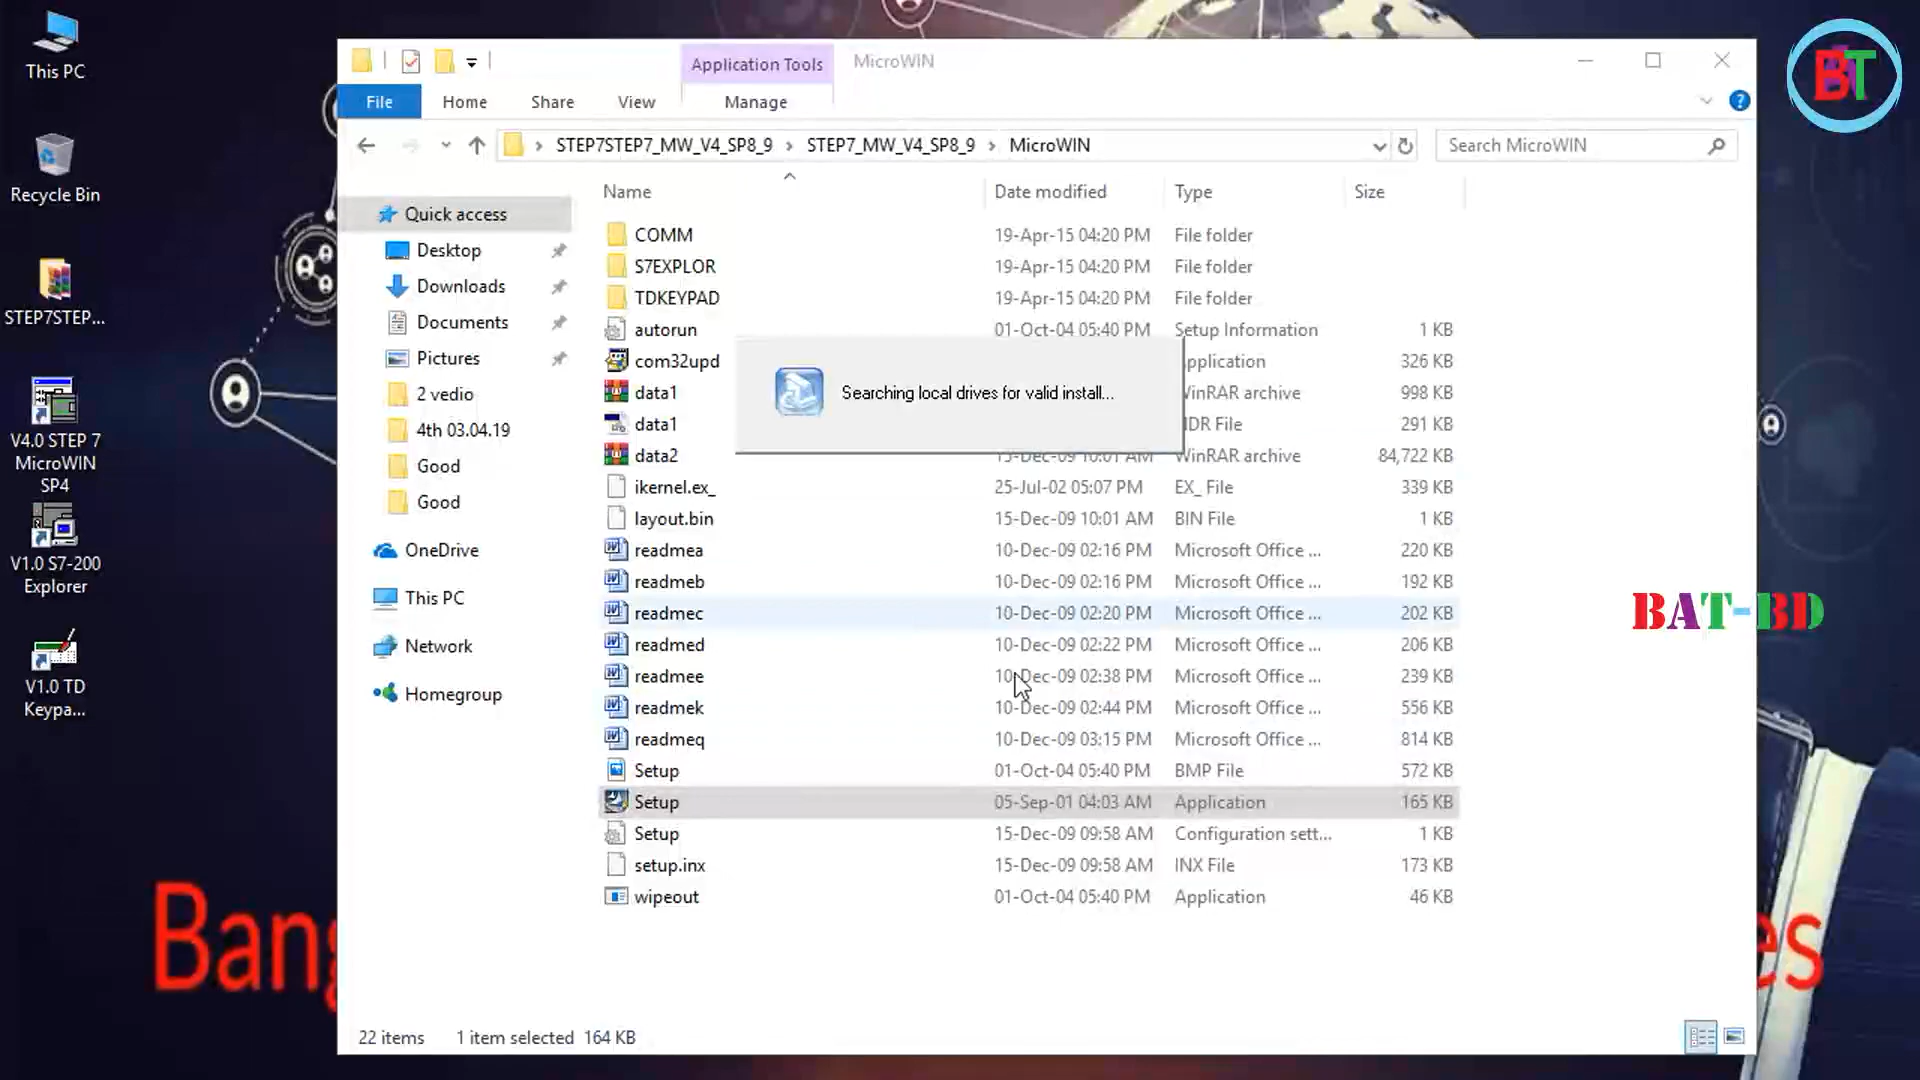 This PC
Recycle Bin
STEP7STEP...
V4.0 STEP 7
MicroWIN
SP4
V1.0 S7-200
Explorer
V1.0 TD
Keypa...
Application Tools
MicroWIN
File
Home
Share
View
Manage
STEP7STEP7_MW_V4_SP8_9
STEP7_MW_V4_SP8_9
MicroWIN
Search MicroWIN
Quick access
Desktop
Downloads
Documents
Pictures
2 vedio
4th 03.04.19
Good
Good
OneDrive
This PC
Network
Homegroup
Name Date modified Type Size
COMM 19-Apr-15 04:20 PM File folder
S7EXPLOR 19-Apr-15 04:20 PM File folder
TDKEYPAD 19-Apr-15 04:20 PM File folder
autorun 01-Oct-04 05:40 PM Setup Information 1 KB
com32upd pplication 326 KB
data1 WinRAR archive 998 KB
data1 DR File 291 KB
data2 15-Dec-09 10:01 AM WinRAR archive 84,722 KB
ikernel.ex_ 25-Jul-02 05:07 PM EX_ File 339 KB
layout.bin 15-Dec-09 10:01 AM BIN File 1 KB
readmea 10-Dec-09 02:16 PM Microsoft Office ... 220 KB
readmeb 10-Dec-09 02:16 PM Microsoft Office ... 192 KB
readmec 10-Dec-09 02:20 PM Microsoft Office ... 202 KB
readmed 10-Dec-09 02:22 PM Microsoft Office ... 206 KB
readmee 10-Dec-09 02:38 PM Microsoft Office ... 239 KB
readmek 10-Dec-09 02:44 PM Microsoft Office ... 556 KB
readmeq 10-Dec-09 03:15 PM Microsoft Office ... 814 KB
Setup 01-Oct-04 05:40 PM BMP File 572 KB
Setup 05-Sep-01 04:03 AM Application 165 KB
Setup 15-Dec-09 09:58 AM Configuration sett... 1 KB
setup.inx 15-Dec-09 09:58 AM INX File 173 KB
wipeout 01-Oct-04 05:40 PM Application 46 KB
Searching local drives for valid install...
22 items 1 item selected 164 KB
BT
BAT-BD
Bang
es